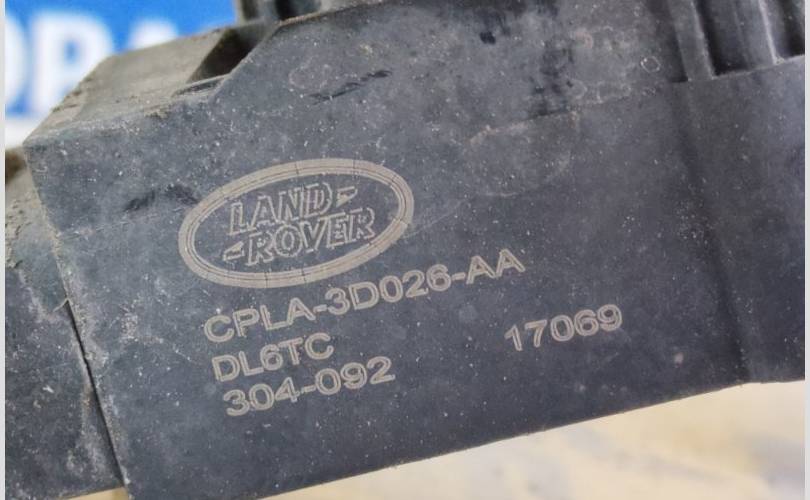 LAND-
-ROVER
CPLA-3D026-AA
DL6TC
304-092 17069